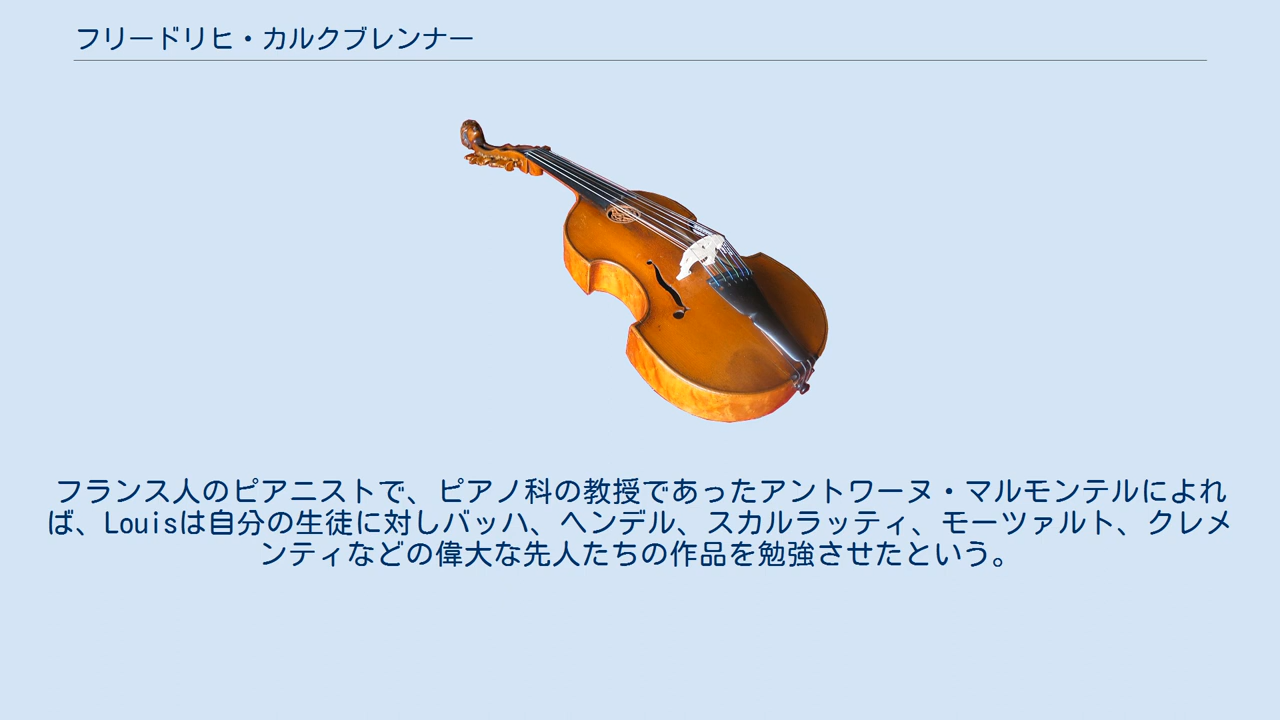 フリードリヒ・カルクブレンナー
フランス人のピアニストで、ピアノ科の教授であったアントワーヌ・マルモンテルによれ
ば、Louisは自分の生徒に対しバッハ、ヘンデル、スカルラッティ、モーツァルト、クレメ
ンティなどの偉大な先人たちの作品を勉強させたという。